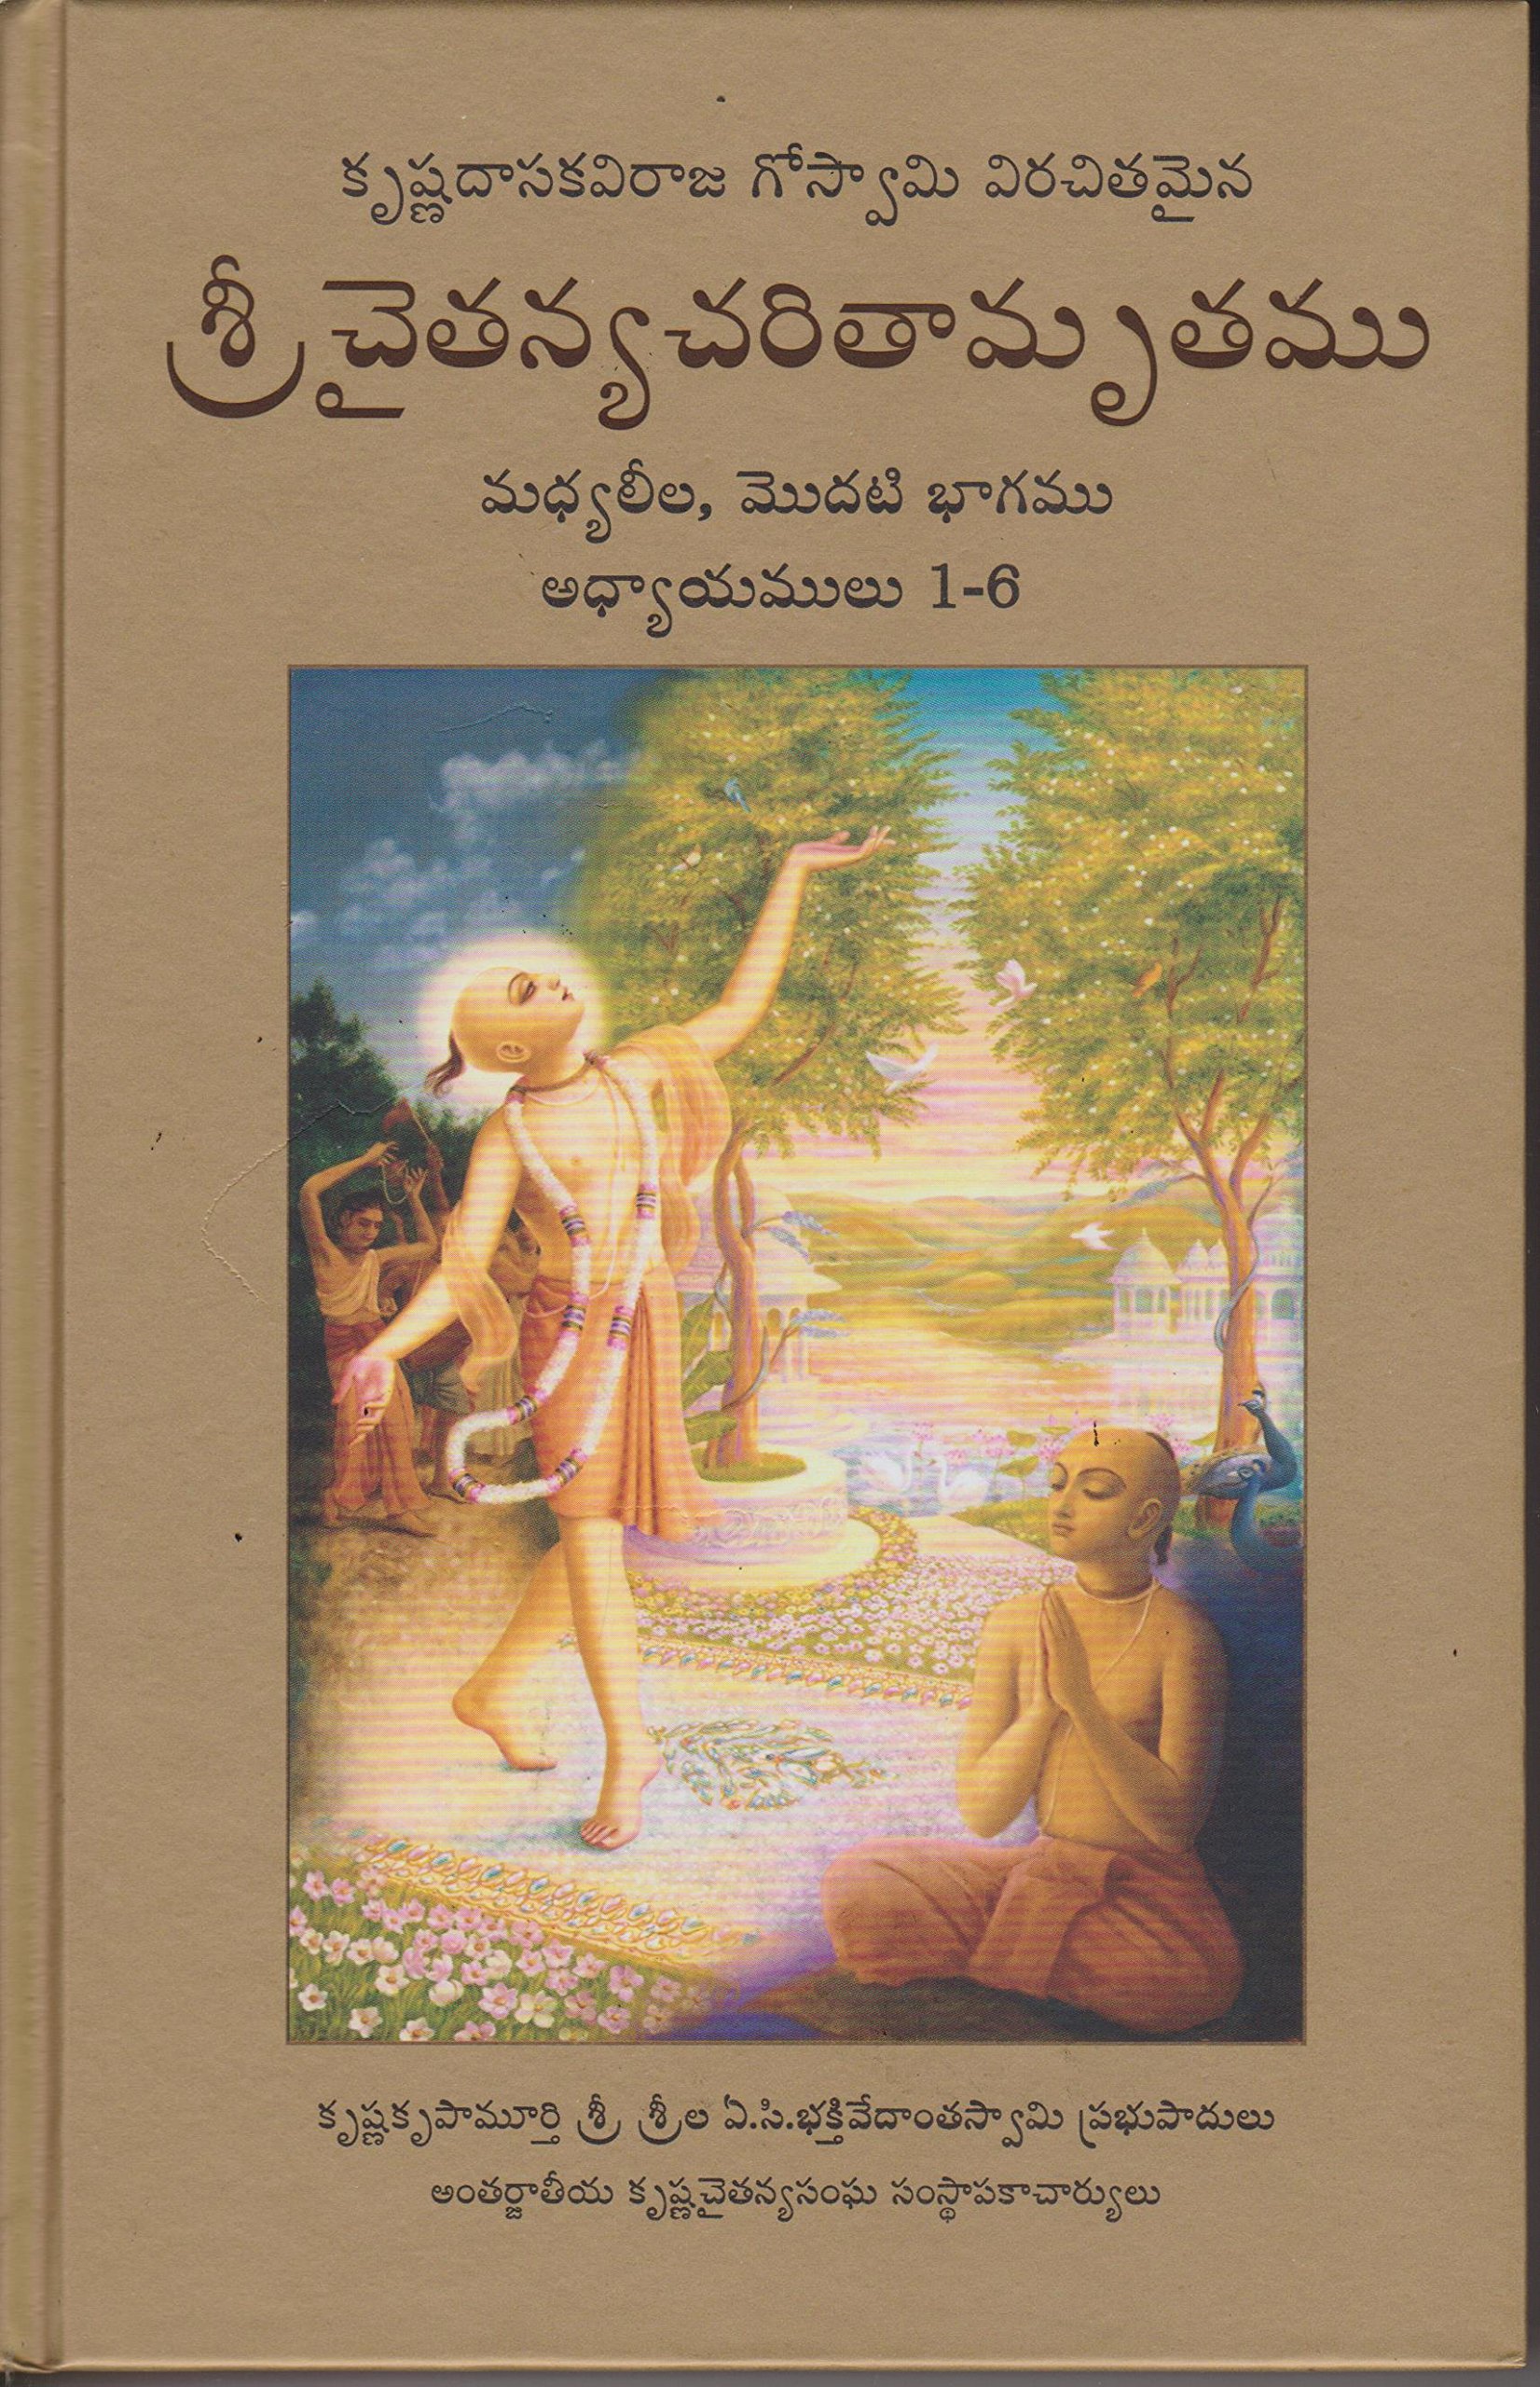 కృష్ణదాసకవిరాజ గోస్వామి విరచితమైన
శ్రీచైతన్యచరితామృతము
మధ్యలీల, మొదటి భాగము
అధ్యాయములు 1-6
కృష్ణకృపామూర్తి శ్రీ శ్రీల ఏ.సి.భక్తివేదాంతస్వామి ప్రభుపాదులు
అంతర్జాతీయ కృష్ణచైతన్యసంఘ సంస్థాపకాచార్యులు